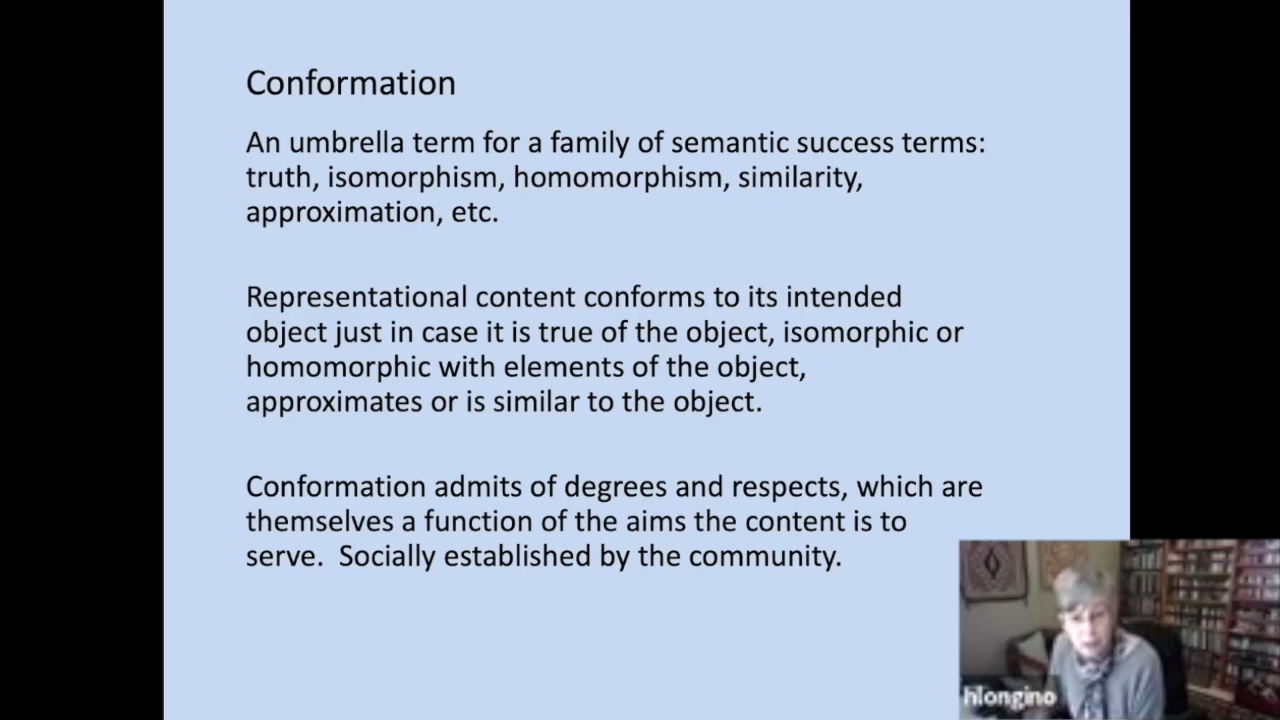 Conformation
An umbrella term for a family of semantic success terms:
truth, isomorphism, homomorphism, similarity,
approximation, etc.
Representational content conforms to its intended
object just in case it is true of the object, isomorphic or
homomorphic with elements of the object,
approximates or is similar to the object.
Conformation admits of degrees and respects, which are
themselves a function of the aims the content is to
serve.  Socially established by the community.
hlongino